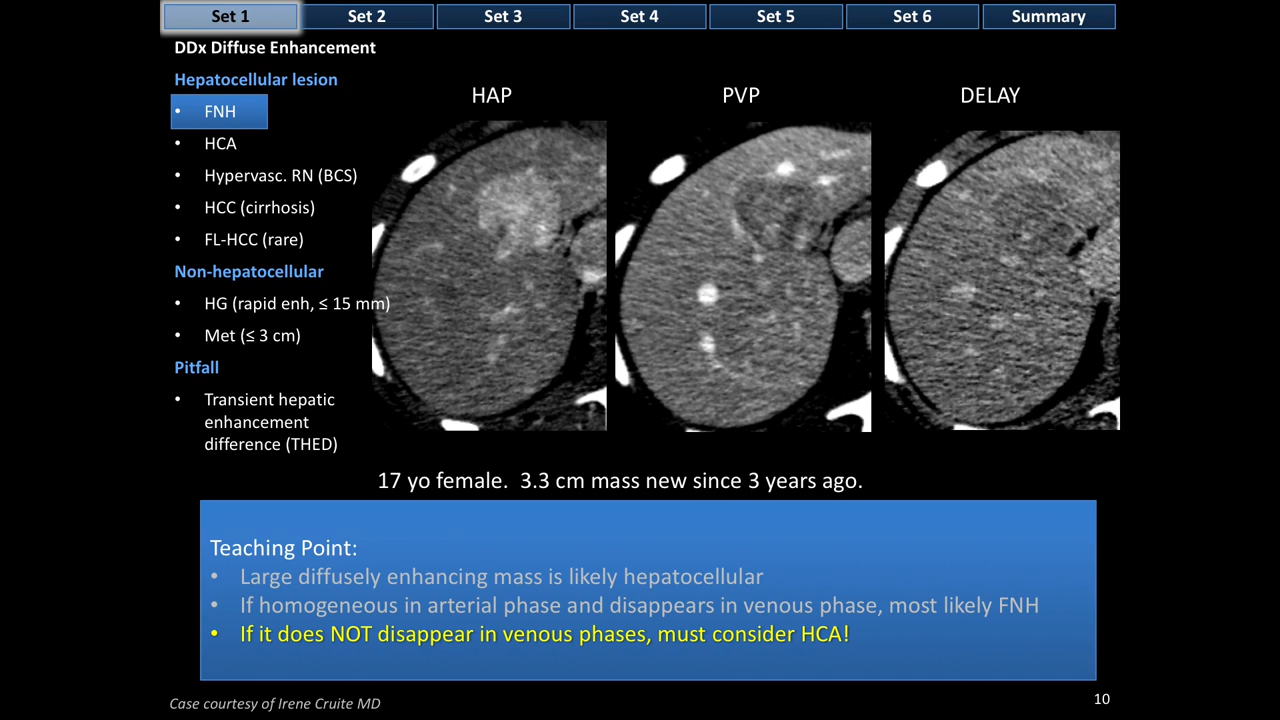 Set 1 Set 2 Set 3 Set 4 Set 5 Set 6 Summary
DDx Diffuse Enhancement
Hepatocellular lesion
• FNH
• HCA
• Hypervasc. RN (BCS)
• HCC (cirrhosis)
• FL-HCC (rare)
Non-hepatocellular
• HG (rapid enh, ≤ 15 mm)
• Met (≤ 3 cm)
Pitfall
• Transient hepatic
enhancement
difference (THED)
HAP PVP DELAY
17 yo female. 3.3 cm mass new since 3 years ago.
Teaching Point:
• Large diffusely enhancing mass is likely hepatocellular
• If homogeneous in arterial phase and disappears in venous phase, most likely FNH
• If it does NOT disappear in venous phases, must consider HCA!
Case courtesy of Irene Cruite MD
10